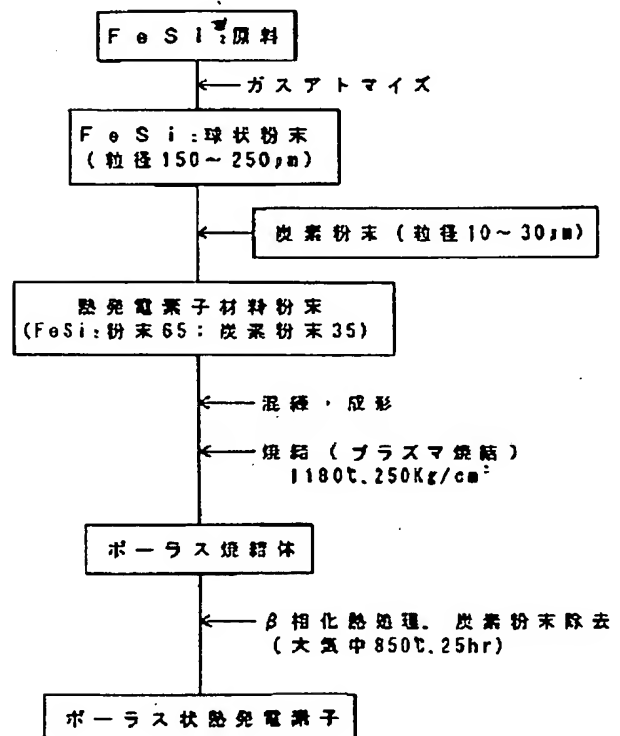 FeSi₂原料
ガスアトマイズ
FeSi₂球状粉末
(粒径150～250μm)
炭素粉末(粒径10～30μm)
熱発電素子材料粉末
(FeSi₂粉末65：炭素粉末35)
混練・成形
焼結(プラズマ焼結)
1180℃、250Kg/cm²
ポーラス焼結体
β相化熱処理、炭素粉末除去
(大気中850℃、25hr)
ポーラス状熱発電素子